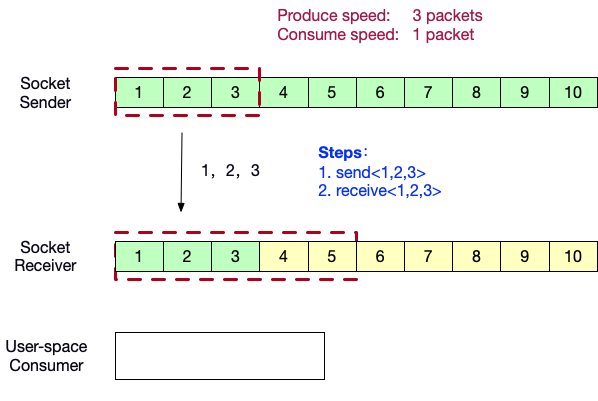 Produce speed: 3 packets
Consume speed: 1 packet
Socket
Sender
1 2 3 4 5 6 7 8 9 10
1, 2, 3
Steps:
1. send<1,2,3>
2. receive<1,2,3>
Socket
Receiver
1 2 3 4 5 6 7 8 9 10
User-space
Consumer